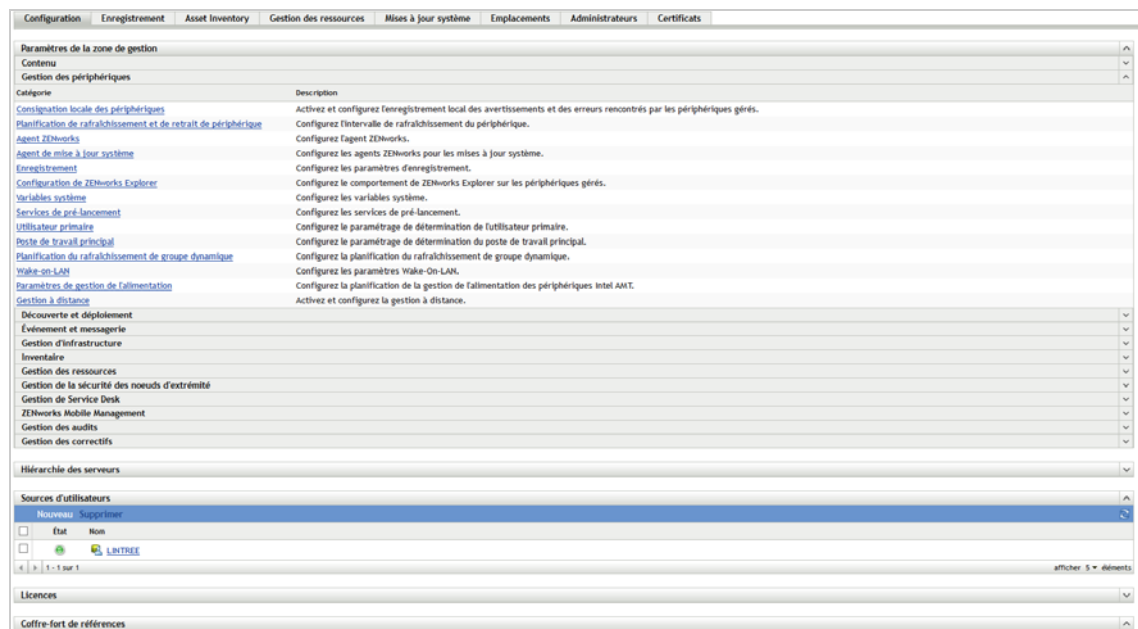 Configuration Enregistrement Asset Inventory Gestion des ressources Mises à jour système Emplacements Administrateurs Certificats
Paramètres de la zone de gestion
Contenu
Gestion des périphériques
Catégorie Description
Consignation locale des périphériques Activez et configurez l'enregistrement local des avertissements et des erreurs rencontrés par les périphériques gérés.
Planification de rafraîchissement et de retrait de périphérique Configurez l'intervalle de rafraîchissement du périphérique.
Agent ZENworks Configurez l'agent ZENworks.
Agent de mise à jour système Configurez les agents ZENworks pour les mises à jour système.
Enregistrement Configurez les paramètres d'enregistrement.
Configuration de ZENworks Explorer Configurez le comportement de ZENworks Explorer sur les périphériques gérés.
Variables système Configurez les variables système.
Services de pré-lancement Configurez les services de pré-lancement.
Utilisateur primaire Configurez le paramétrage de détermination de l'utilisateur primaire.
Poste de travail principal Configurez le paramétrage de détermination du poste de travail principal.
Planification du rafraîchissement de groupe dynamique Configurez la planification du rafraîchissement de groupe dynamique.
Wake-on-LAN Configurez les paramètres Wake-On-LAN.
Paramètres de gestion de l'alimentation Configurez la planification de la gestion de l'alimentation des périphériques Intel AMT.
Gestion à distance Activez et configurez la gestion à distance.
Découverte et déploiement
Événement et messagerie
Gestion d'infrastructure
Inventaire
Gestion des ressources
Gestion de la sécurité des noeuds d'extrémité
Gestion de Service Desk
ZENworks Mobile Management
Gestion des audits
Gestion des correctifs
Hiérarchie des serveurs
Sources d'utilisateurs
Nouveau Supprimer
État Nom
LINTREE
1 - 1 sur 1 afficher 5 éléments
Licences
Coffre-fort de références